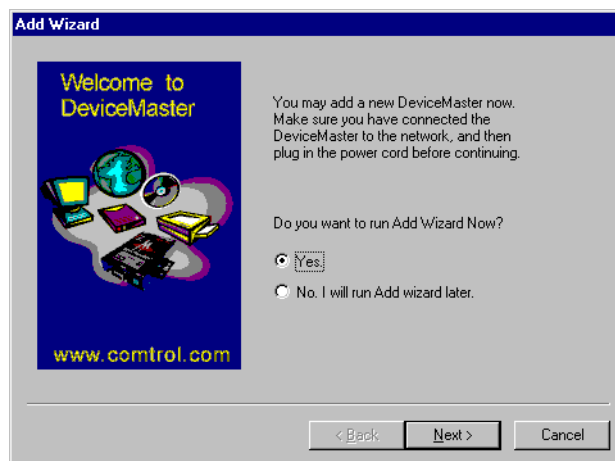 Add Wizard
Welcome to
DeviceMaster
www.comtrol.com
You may add a new DeviceMaster now.
Make sure you have connected the
DeviceMaster to the network, and then
plug in the power cord before continuing.
Do you want to run Add Wizard Now?
Yes.
No. I will run Add wizard later.
< Back
Next >
Cancel